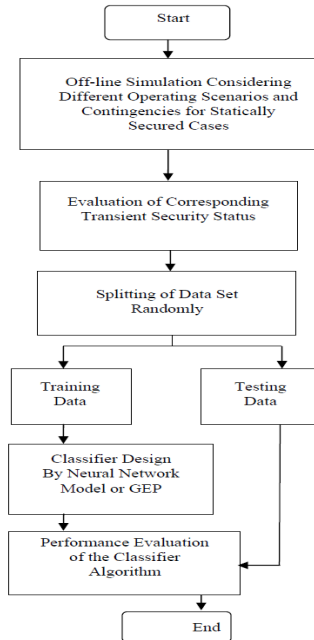 Start
Off-line Simulation Considering
Different Operating Scenarios and
Contingencies for Statically
Secured Cases
Evaluation of Corresponding
Transient Security Status
Splitting of Data Set
Randomly
Training
Data
Testing
Data
Classifier Design
By Neural Network
Model or GEP
Performance Evaluation
of the Classifier
Algorithm
End